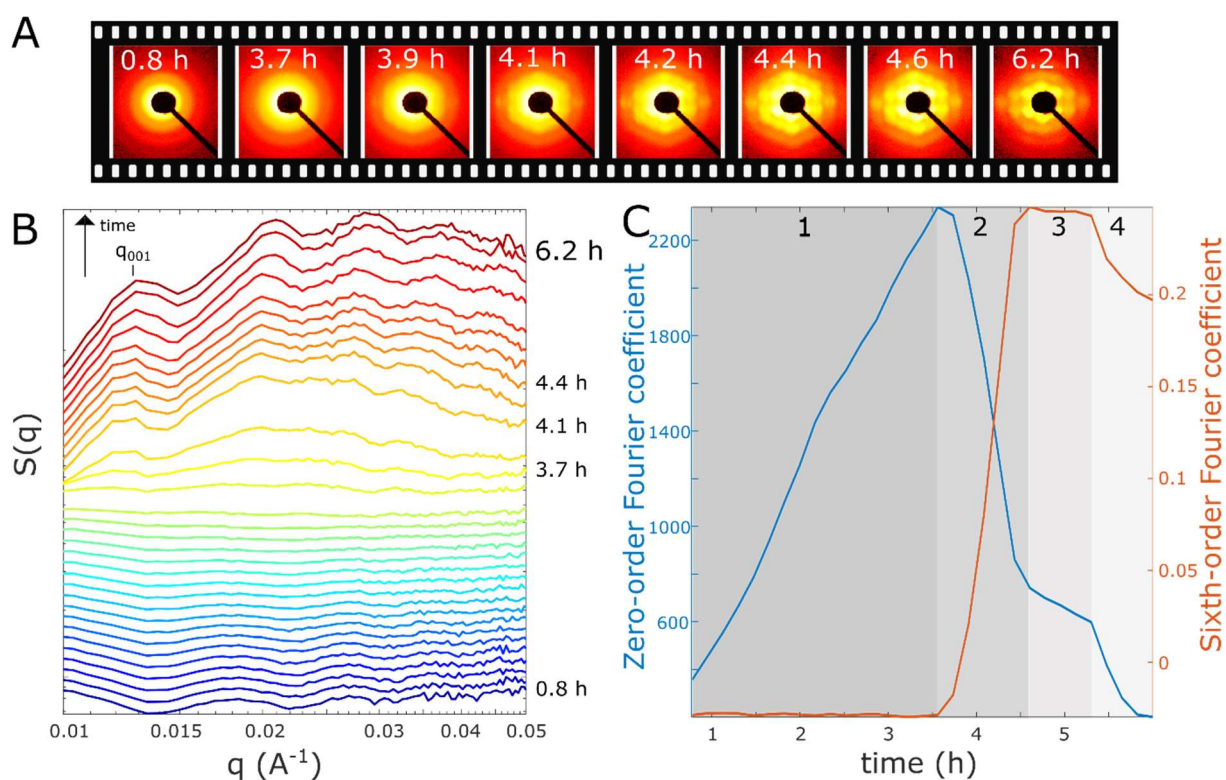 A
0.8 h 3.7 h 3.9 h 4.1 h 4.2 h 4.4 h 4.6 h 6.2 h
B
time
q001
6.2 h
4.4 h
4.1 h
3.7 h
0.8 h
S(q)
0.01 0.015 0.02 0.03 0.04 0.05
q (A-1)
C
1 2 3 4
2200
1800
1400
1000
600
Zero-order Fourier coefficient
0.2
0.15
0.1
0.05
0
Sixth-order Fourier coefficient
1 2 3 4 5
time (h)